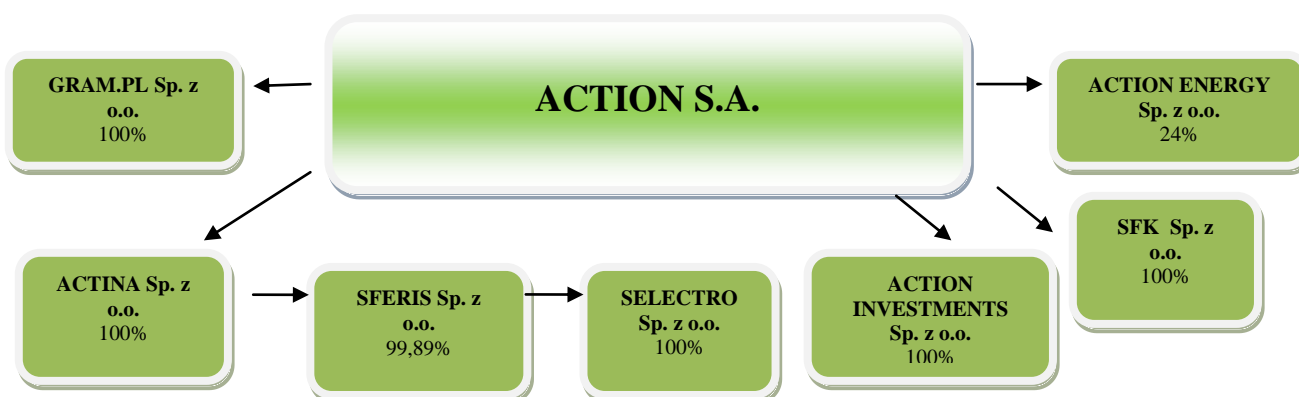 ACTION S.A.
GRAM.PL Sp. z
o.o.
100%
ACTION ENERGY
Sp. z o.o.
24%
SFK Sp. z
o.o.
100%
ACTINA Sp. z
o.o.
100%
SFERIS Sp. z
o.o.
99,89%
SELECTRO
Sp. z o.o.
100%
ACTION
INVESTMENTS
Sp. z o.o.
100%